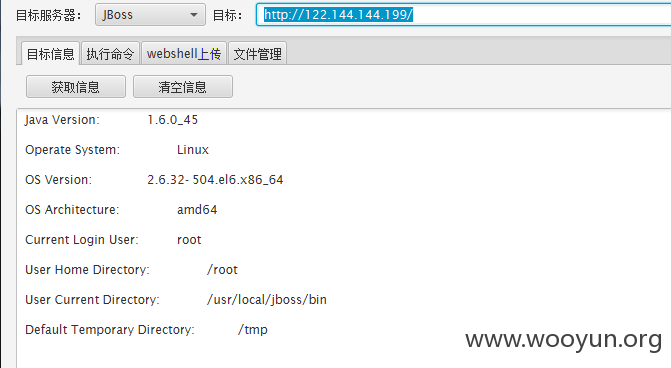 目标服务器： JBoss 目标： http://122.144.144.199/
目标信息 执行命令 webshell上传 文件管理
获取信息 清空信息
Java Version: 1.6.0_45
Operate System: Linux
OS Version: 2.6.32-504.el6.x86_64
OS Architecture: amd64
Current Login User: root
User Home Directory: /root
User Current Directory: /usr/local/jboss/bin
Default Temporary Directory: /tmp
www.wooyun.org